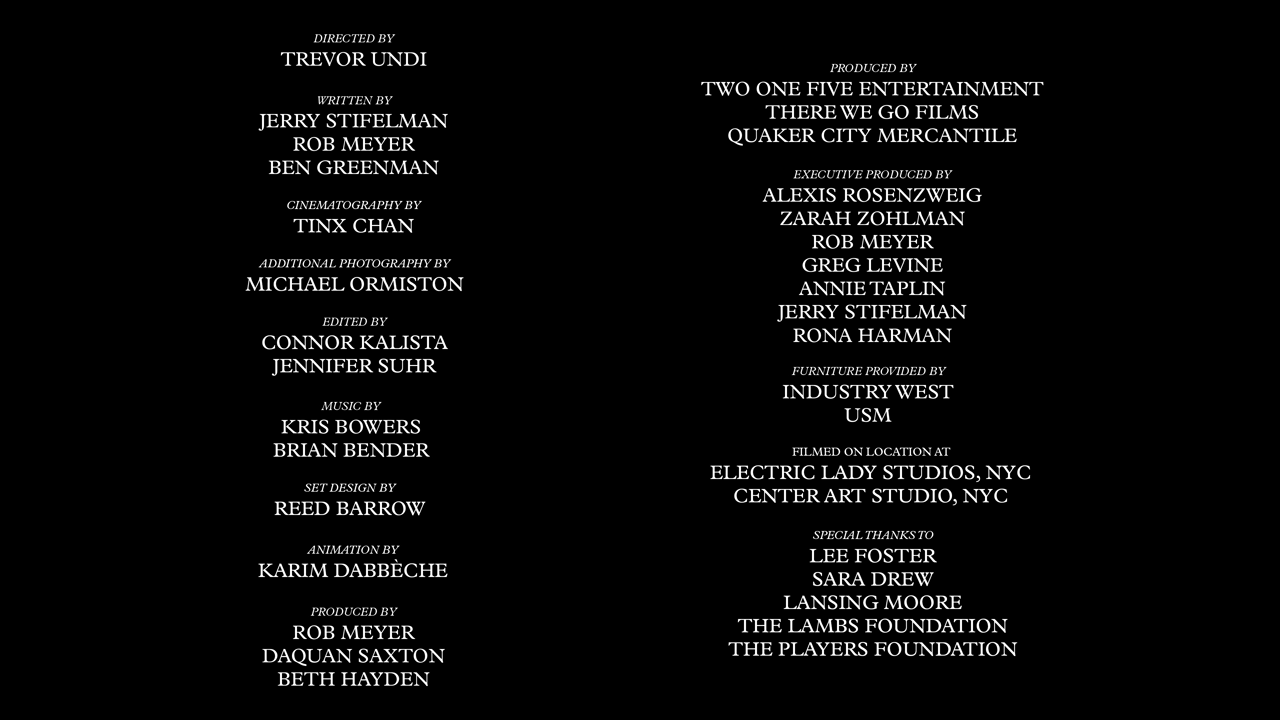 DIRECTED BY
TREVOR UNDI
WRITTEN BY
JERRY STIFELMAN
ROB MEYER
BEN GREENMAN
CINEMATOGRAPHY BY
TINX CHAN
ADDITIONAL PHOTOGRAPHY BY
MICHAEL ORMISTON
EDITED BY
CONNOR KALISTA
JENNIFER SUHR
MUSIC BY
KRIS BOWERS
BRIAN BENDER
SET DESIGN BY
REED BARROW
ANIMATION BY
KARIM DABBÈCHE
PRODUCED BY
ROB MEYER
DAQUAN SAXTON
BETH HAYDEN
PRODUCED BY
TWO ONE FIVE ENTERTAINMENT
THERE WE GO FILMS
QUAKER CITY MERCANTILE
EXECUTIVE PRODUCED BY
ALEXIS ROSENZWEIG
ZARAH ZOHLMAN
ROB MEYER
GREG LEVINE
ANNIE TAPLIN
JERRY STIFELMAN
RONA HARMAN
FURNITURE PROVIDED BY
INDUSTRY WEST
USM
FILMED ON LOCATION AT
ELECTRIC LADY STUDIOS, NYC
CENTER ART STUDIO, NYC
SPECIAL THANKS TO
LEE FOSTER
SARA DREW
LANSING MOORE
THE LAMBS FOUNDATION
THE PLAYERS FOUNDATION